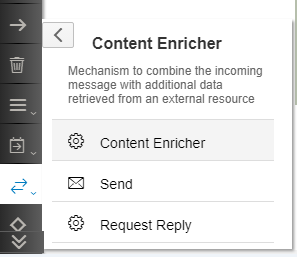 Content Enricher
Mechanism to combine the incoming
message with additional data
retrieved from an external resource
Content Enricher
Send
Request Reply